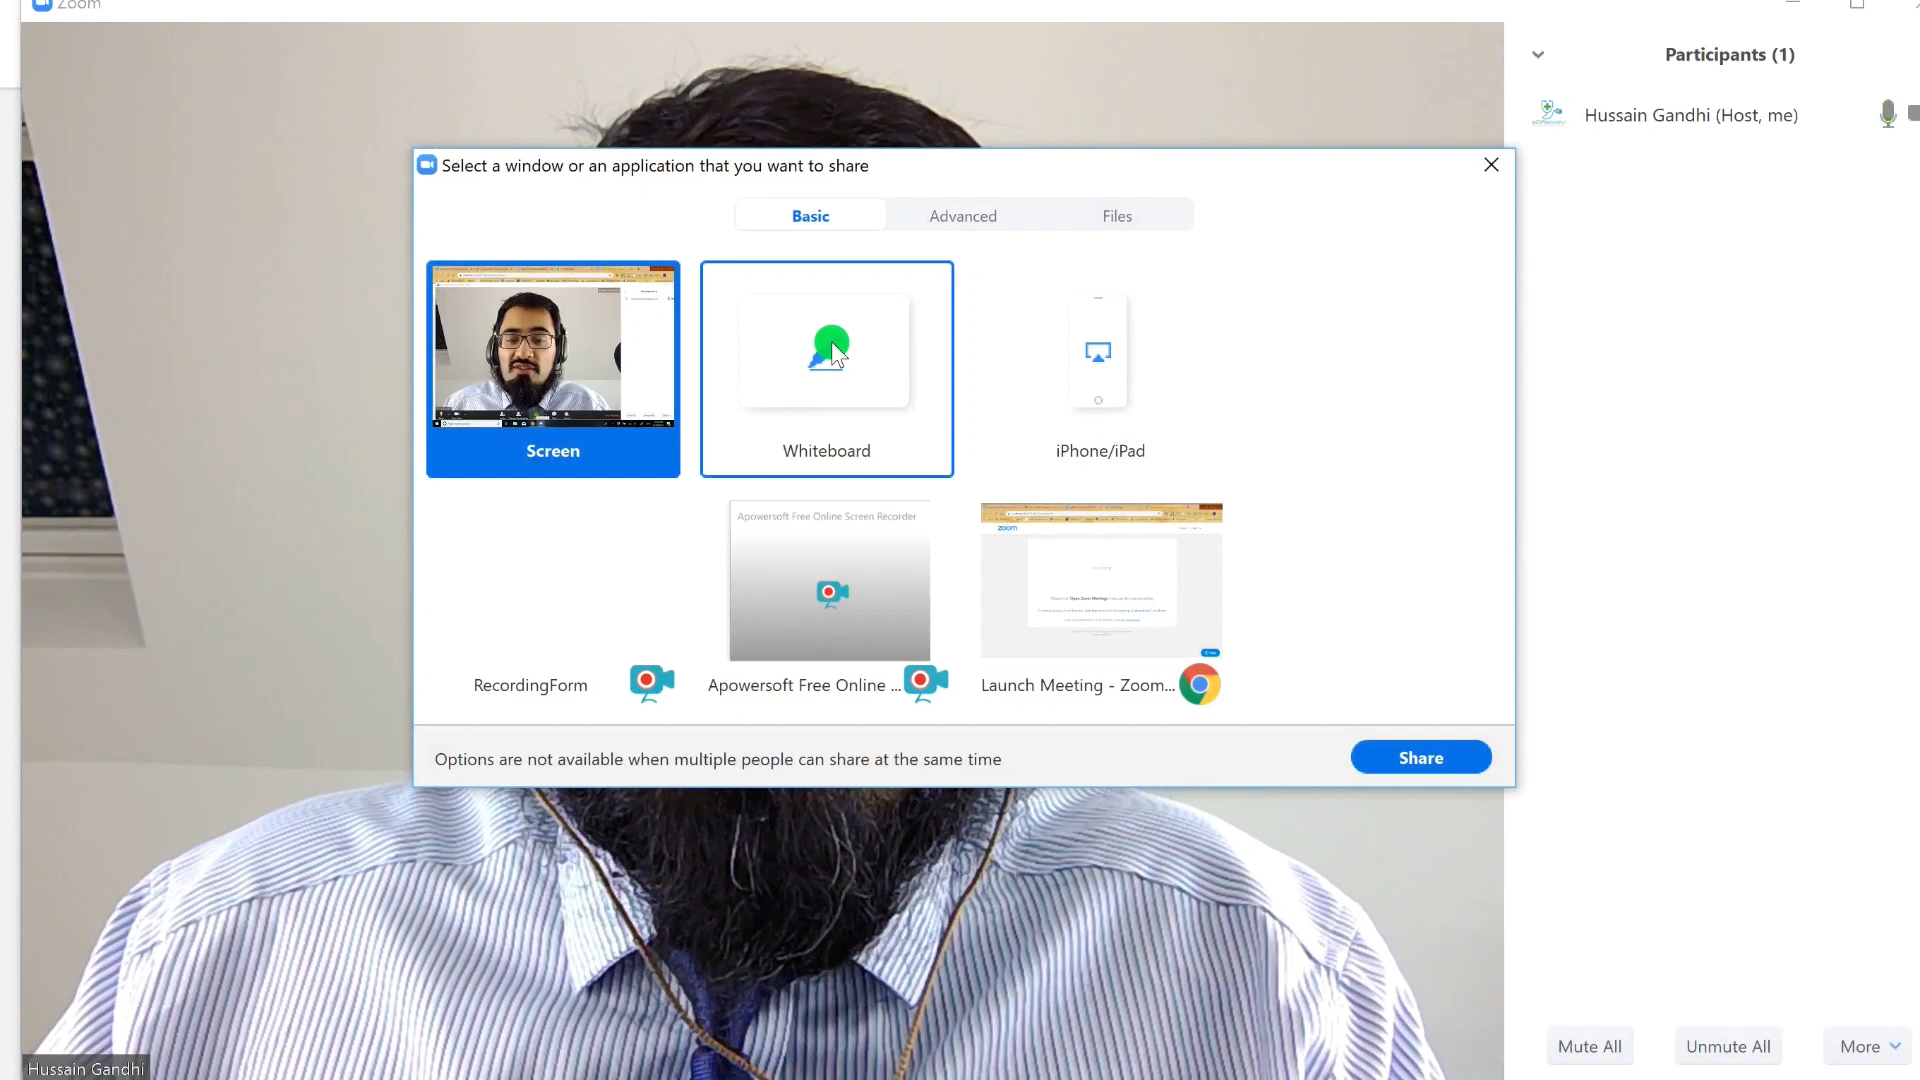 Zoom
Participants (1)
Hussain Gandhi (Host, me)
Select a window or an application that you want to share
Basic
Advanced
Files
Screen
Whiteboard
iPhone/iPad
Apowersoft Free Online Screen Recorder
zoom
RecordingForm
Apowersoft Free Online ...
Launch Meeting - Zoom...
Options are not available when multiple people can share at the same time
Share
Mute All
Unmute All
More
Hussain Gandhi